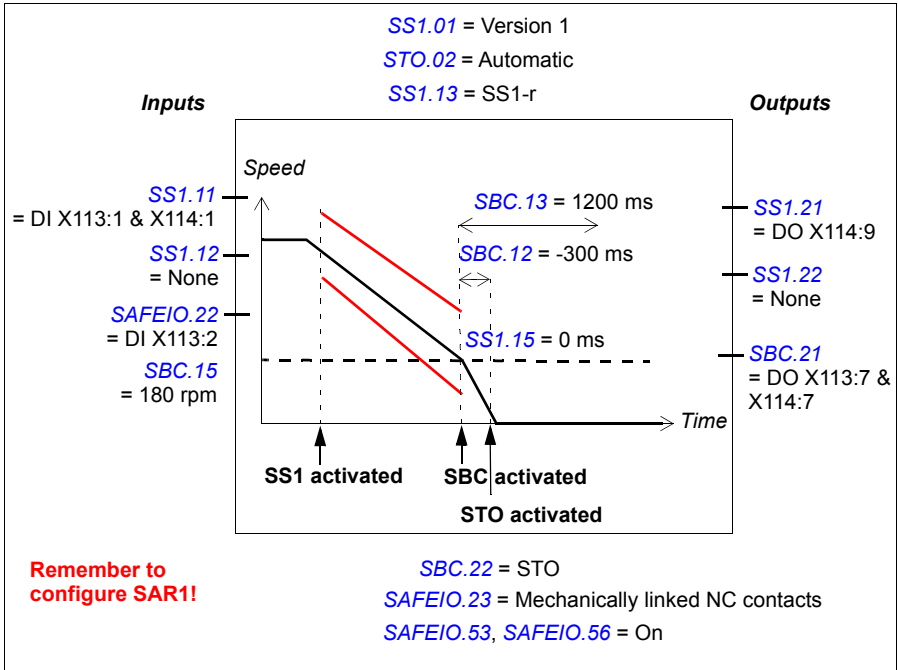 SS1.01 = Version 1
STO.02 = Automatic
SS1.13 = SS1-r
Inputs
Outputs
Speed
SS1.11
= DI X113:1 & X114:1
SS1.12
= None
SAFEIO.22
= DI X113:2
SBC.15
= 180 rpm
SBC.13 = 1200 ms
SBC.12 = -300 ms
SS1.15 = 0 ms
SS1.21
= DO X114:9
SS1.22
= None
SBC.21
= DO X113:7 &
X114:7
Time
SS1 activated
SBC activated
STO activated
Remember to
configure SAR1!
SBC.22 = STO
SAFEIO.23 = Mechanically linked NC contacts
SAFEIO.53, SAFEIO.56 = On